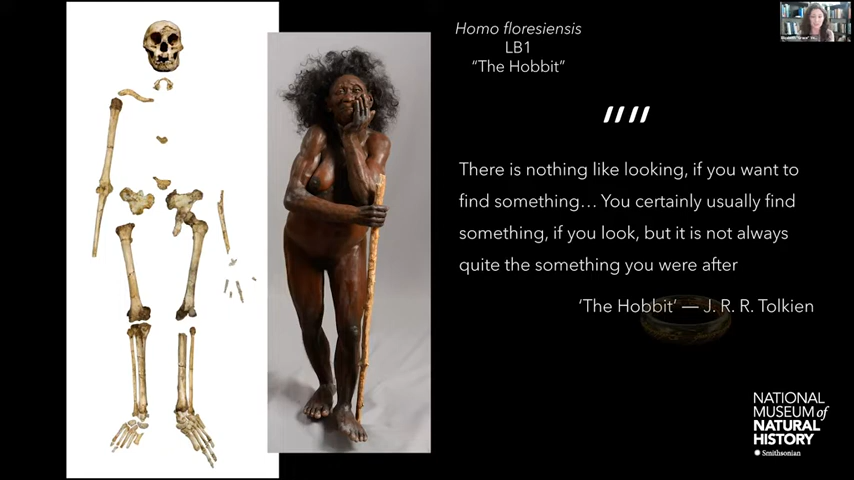 Homo floresiensis
LB1
“The Hobbit”
There is nothing like looking, if you want to
find something… You certainly usually find
something, if you look, but it is not always
quite the something you were after
‘The Hobbit’ — J. R. R. Tolkien
NATIONAL
MUSEUM of
NATURAL
HISTORY
Smithsonian